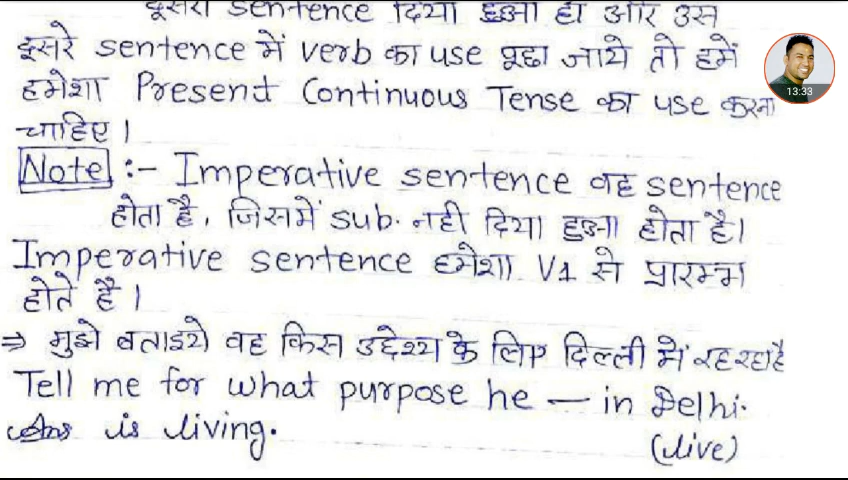 दूसरा sentence दिया हुआ हो और उस
दूसरे sentence में verb का use पूछा जाये तो हमें
हमेशा Present Continuous Tense का use करना
चाहिए।
Note :- Imperative sentence वह sentence
होता है, जिसमें sub. नही दिया हुआ होता है।
Imperative sentence हमेशा V1 से प्रारम्भ
होते है।
⇒ मुझे बताइये वह किस उद्देश्य के लिए दिल्ली में रह रहा है
Tell me for what purpose he — in Delhi.
is living.
(live)
13:33